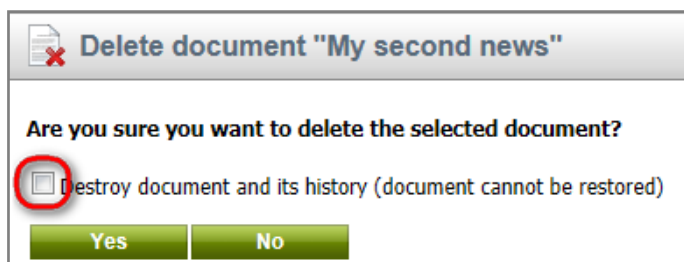 Delete document "My second news"
Are you sure you want to delete the selected document?
Destroy document and its history (document cannot be restored)
Yes No